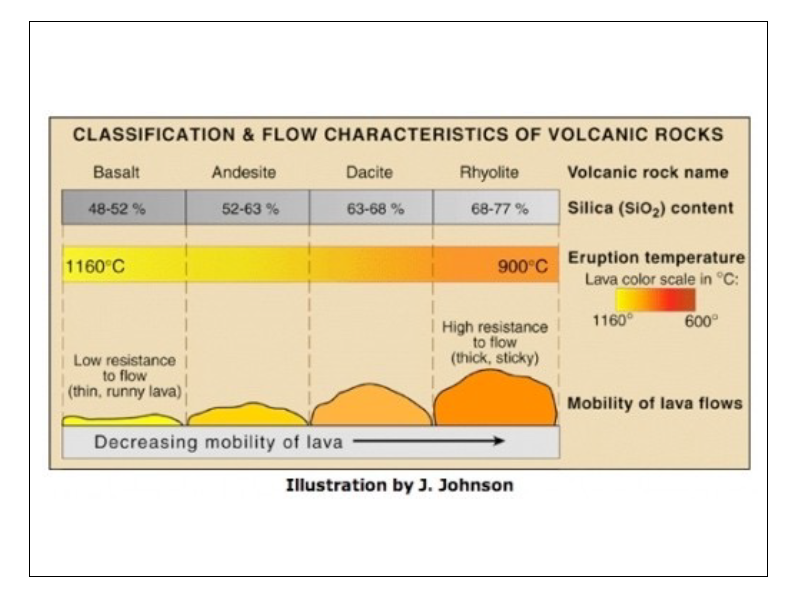 CLASSIFICATION & FLOW CHARACTERISTICS OF VOLCANIC ROCKS
Basalt Andesite Dacite Rhyolite Volcanic rock name
48-52 % 52-63 % 63-68 % 68-77 % Silica (SiO₂) content
1160°C 900°C Eruption temperature
Lava color scale in °C:
1160° 600°
High resistance
to flow
(thick, sticky)
Low resistance
to flow
(thin, runny lava)
Mobility of lava flows
Decreasing mobility of lava
Illustration by J. Johnson